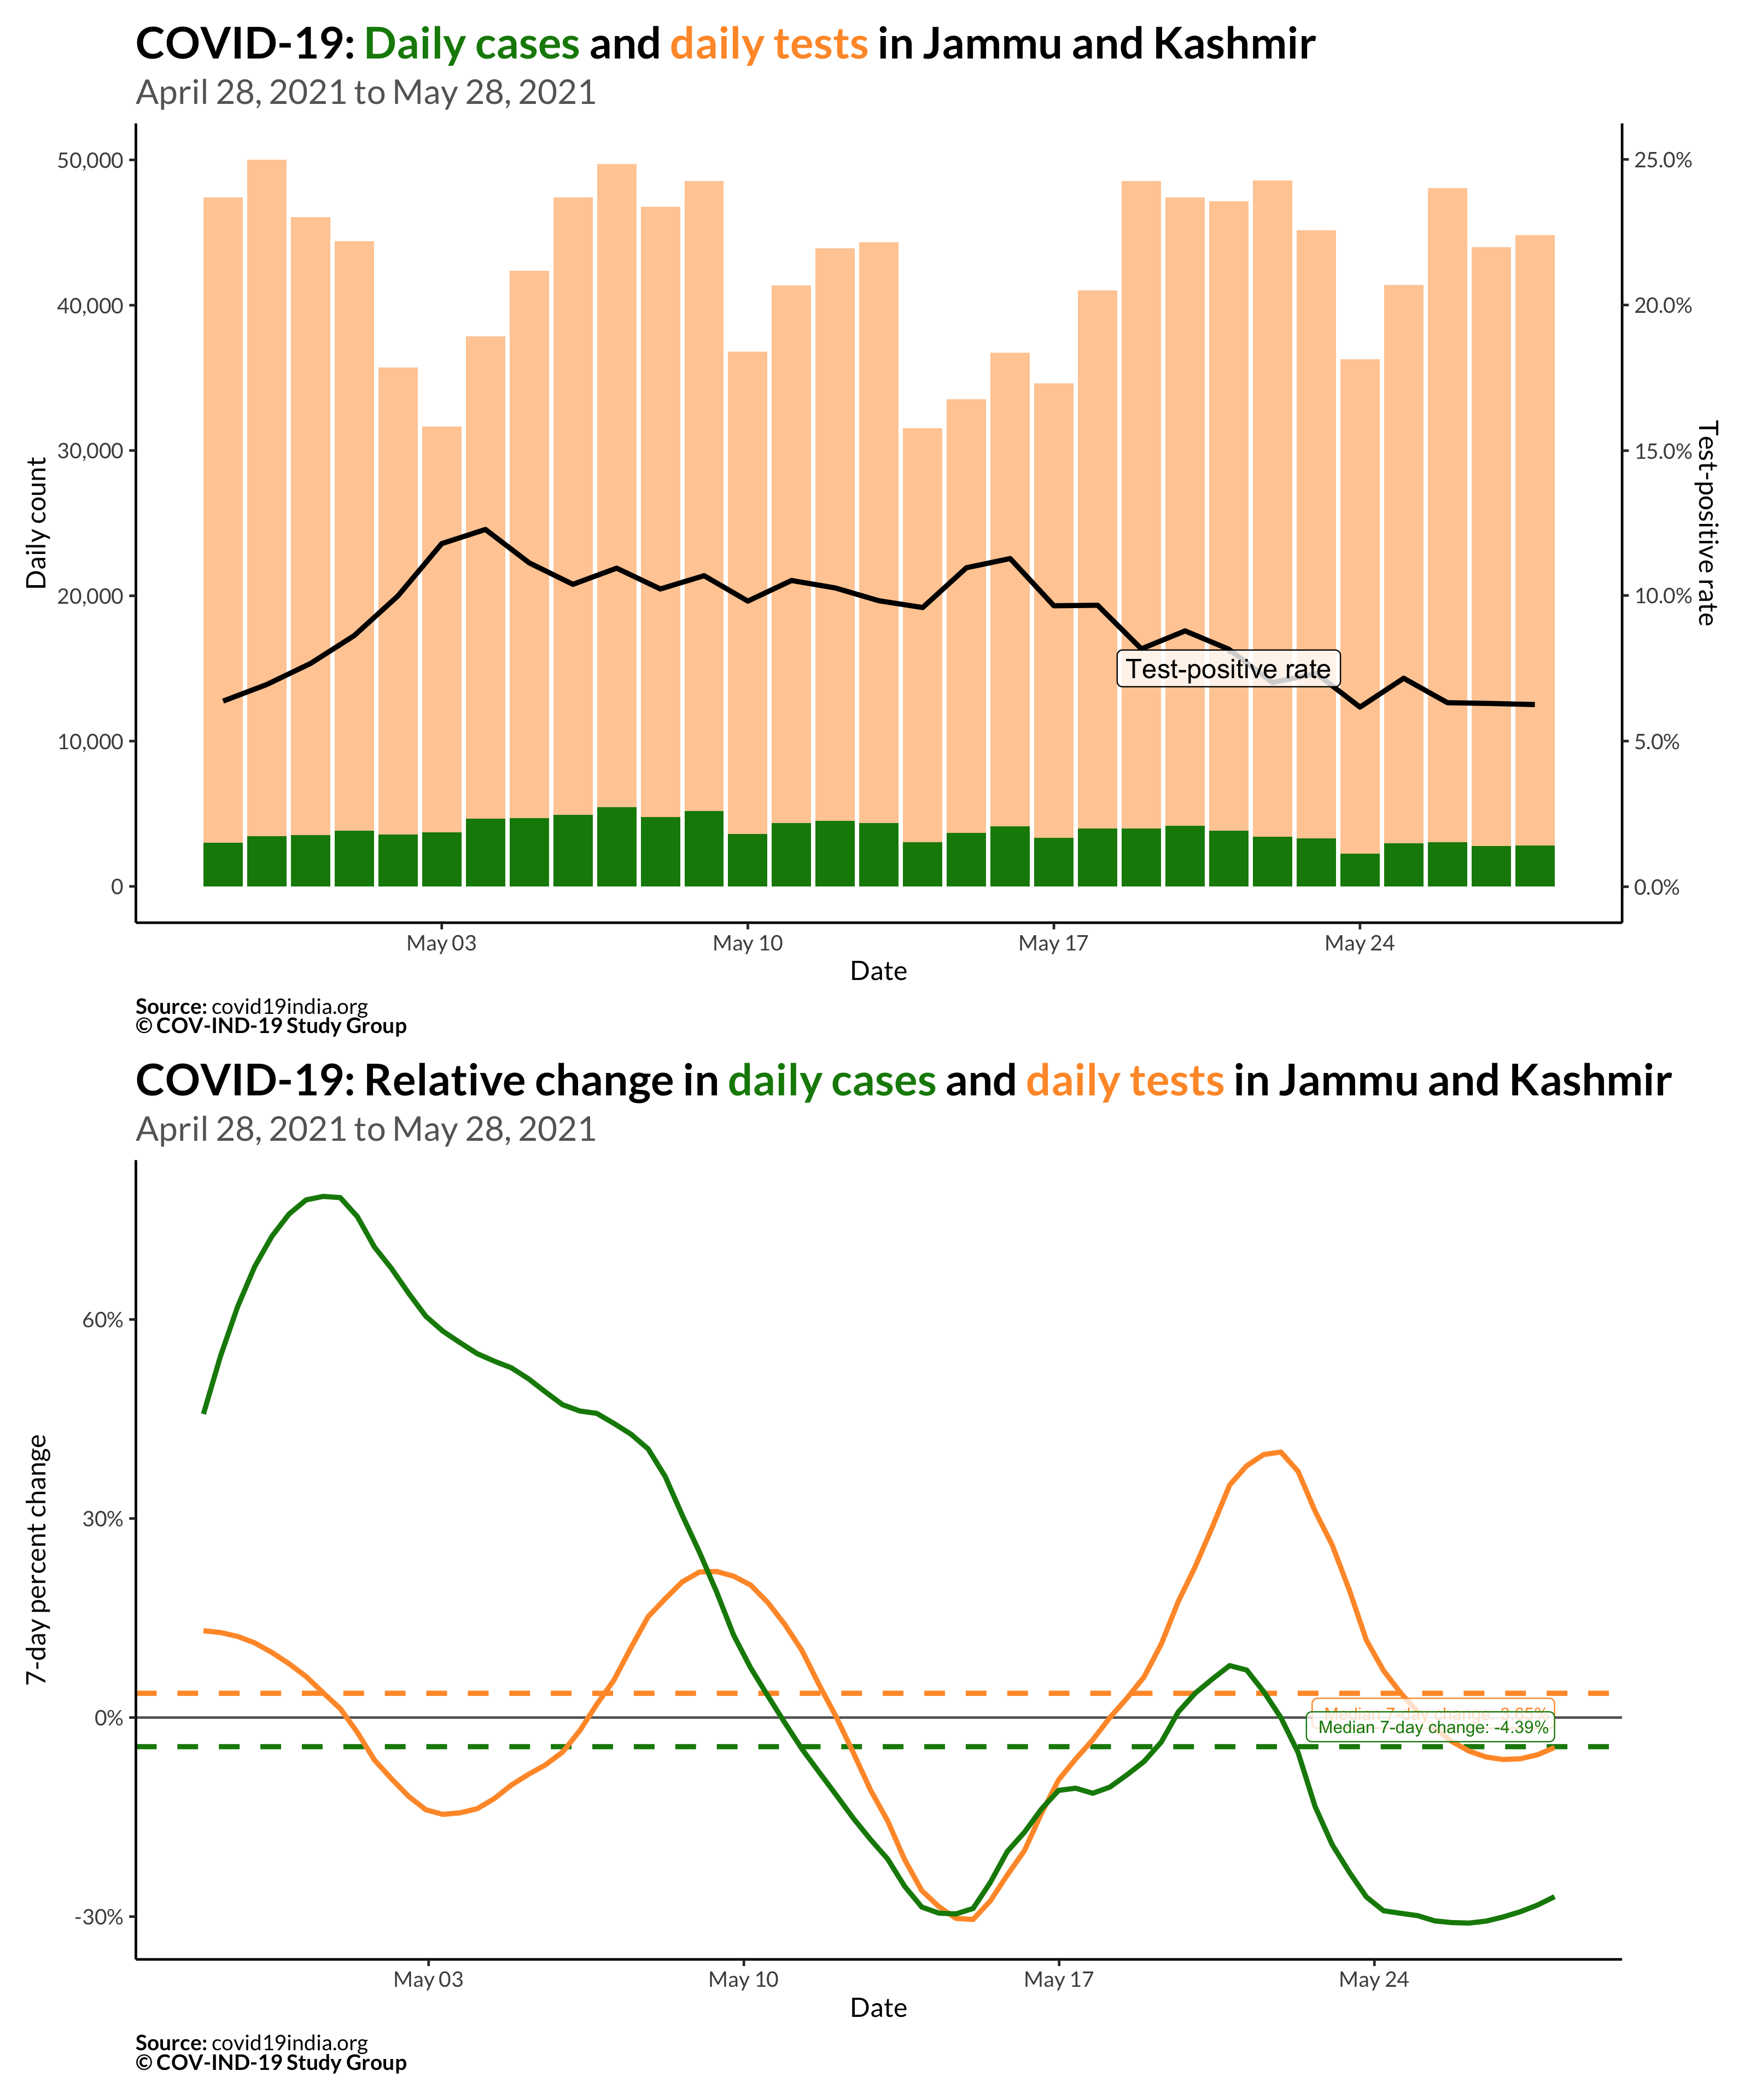 COVID-19: Daily cases and daily tests in Jammu and Kashmir
April 28, 2021 to May 28, 2021
50,000
40,000
30,000
20,000
10,000
0
Daily count
25.0%
20.0%
15.0%
10.0%
5.0%
0.0%
Test-positive rate
Test-positive rate
May 03
May 10
May 17
May 24
Date
Source: covid19india.org
© COV-IND-19 Study Group
COVID-19: Relative change in daily cases and daily tests in Jammu and Kashmir
April 28, 2021 to May 28, 2021
60%
30%
0%
-30%
7-day percent change
Median 7-day change: 3.65%
Median 7-day change: -4.39%
May 03
May 10
May 17
May 24
Date
Source: covid19india.org
© COV-IND-19 Study Group